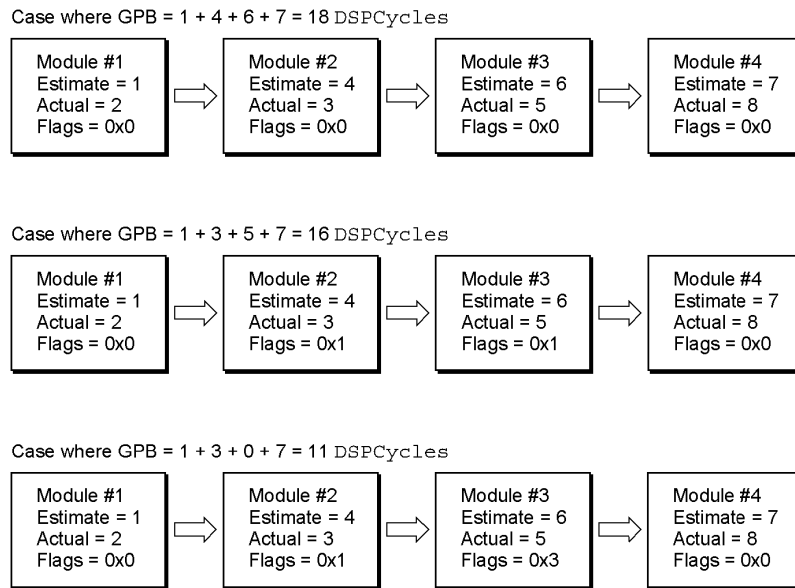 Case where GPB = 1 + 4 + 6 + 7 = 18 DSPCycles
Module #1
Estimate = 1
Actual = 2
Flags = 0x0
Module #2
Estimate = 4
Actual = 3
Flags = 0x0
Module #3
Estimate = 6
Actual = 5
Flags = 0x0
Module #4
Estimate = 7
Actual = 8
Flags = 0x0
Case where GPB = 1 + 3 + 5 + 7 = 16 DSPCycles
Module #1
Estimate = 1
Actual = 2
Flags = 0x0
Module #2
Estimate = 4
Actual = 3
Flags = 0x1
Module #3
Estimate = 6
Actual = 5
Flags = 0x1
Module #4
Estimate = 7
Actual = 8
Flags = 0x0
Case where GPB = 1 + 3 + 0 + 7 = 11 DSPCycles
Module #1
Estimate = 1
Actual = 2
Flags = 0x0
Module #2
Estimate = 4
Actual = 3
Flags = 0x1
Module #3
Estimate = 6
Actual = 5
Flags = 0x3
Module #4
Estimate = 7
Actual = 8
Flags = 0x0